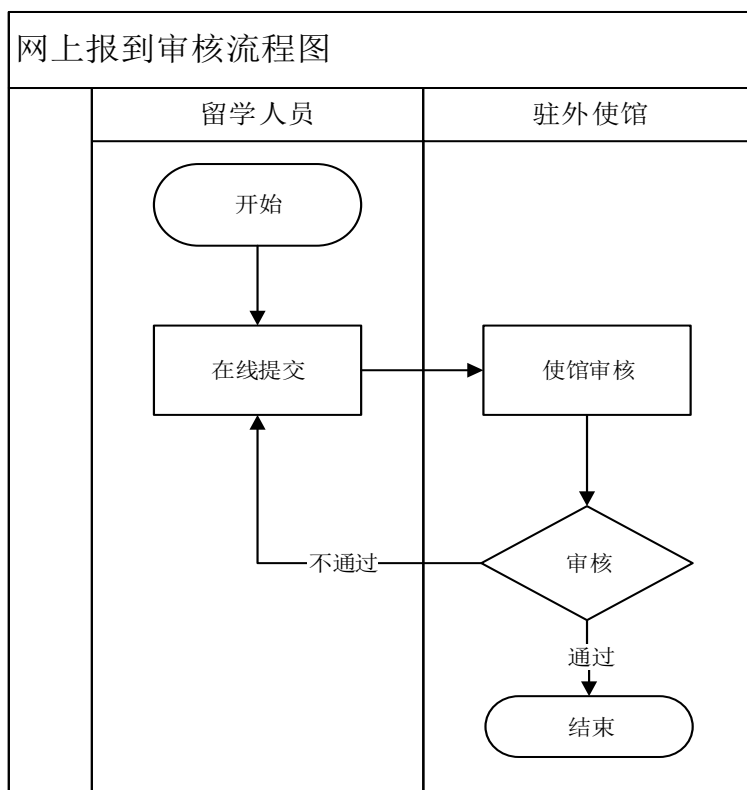 网上报到审核流程图
留学人员
驻外使馆
开始
在线提交
使馆审核
审核
不通过
通过
结束